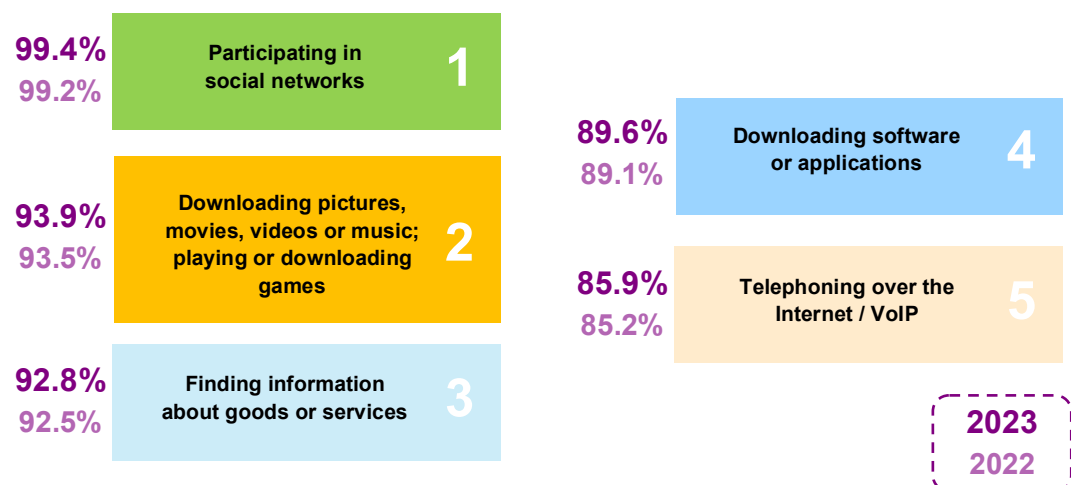 99.4%
99.2%
Participating in
social networks
1
93.9%
93.5%
Downloading pictures,
movies, videos or music;
playing or downloading
games
2
92.8%
92.5%
Finding information
about goods or services
3
89.6%
89.1%
Downloading software
or applications
4
85.9%
85.2%
Telephoning over the
Internet / VoIP
5
2023
2022